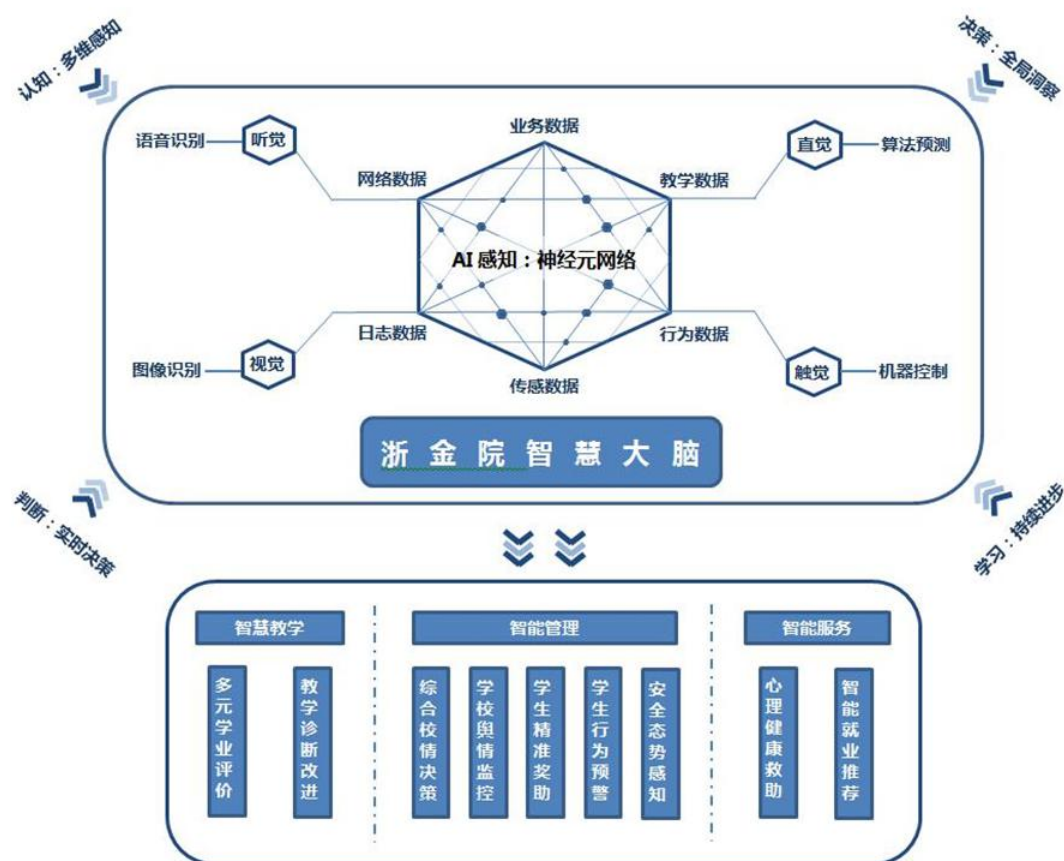 认知：多维感知
决策：全局洞察
业务数据
语音识别
听觉
直觉
算法预测
网络数据
教学数据
AI 感知：神经元网络
日志数据
行为数据
图像识别
视觉
触觉
机器控制
传感数据
浙金院智慧大脑
判断：实时决策
学习：持续进步
智慧教学
智能管理
智能服务
多元学业评价
教学诊断改进
综合校情决策
学校舆情监控
学生精准奖助
学生行为预警
安全态势感知
心理健康救助
智能就业推荐